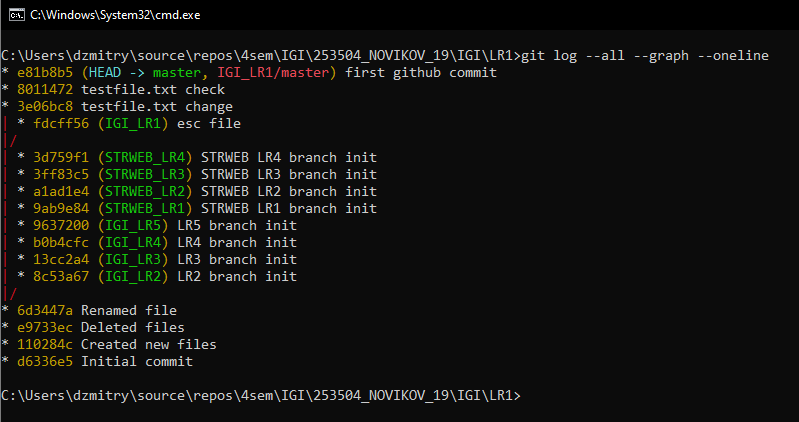 C:\Windows\System32\cmd.exe
C:\Users\dzmitry\source\repos\4sem\IGI\253504_NOVIKOV_19\IGI\LR1>git log --all --graph --oneline
* e81b8b5 (HEAD -> master, IGI_LR1/master) first github commit
* 8011472 testfile.txt check
* 3e06bc8 testfile.txt change
| * fdcff56 (IGI_LR1) esc file
|/
| * 3d759f1 (STRWEB_LR4) STRWEB LR4 branch init
| * 3ff83c5 (STRWEB_LR3) STRWEB LR3 branch init
| * a1ad1e4 (STRWEB_LR2) STRWEB LR2 branch init
| * 9ab9e84 (STRWEB_LR1) STRWEB LR1 branch init
| * 9637200 (IGI_LR5) LR5 branch init
| * b0b4cfc (IGI_LR4) LR4 branch init
| * 13cc2a4 (IGI_LR3) LR3 branch init
| * 8c53a67 (IGI_LR2) LR2 branch init
|/
* 6d3447a Renamed file
* e9733ec Deleted files
* 110284c Created new files
* d6336e5 Initial commit
C:\Users\dzmitry\source\repos\4sem\IGI\253504_NOVIKOV_19\IGI\LR1>